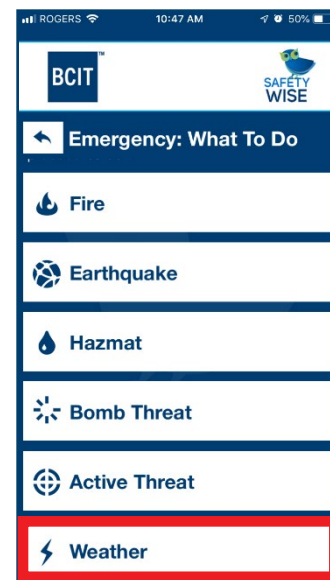 ROGERS 10:47 AM 50%
BCIT™
SAFETY
WISE
Emergency: What To Do
Fire
Earthquake
Hazmat
Bomb Threat
Active Threat
Weather